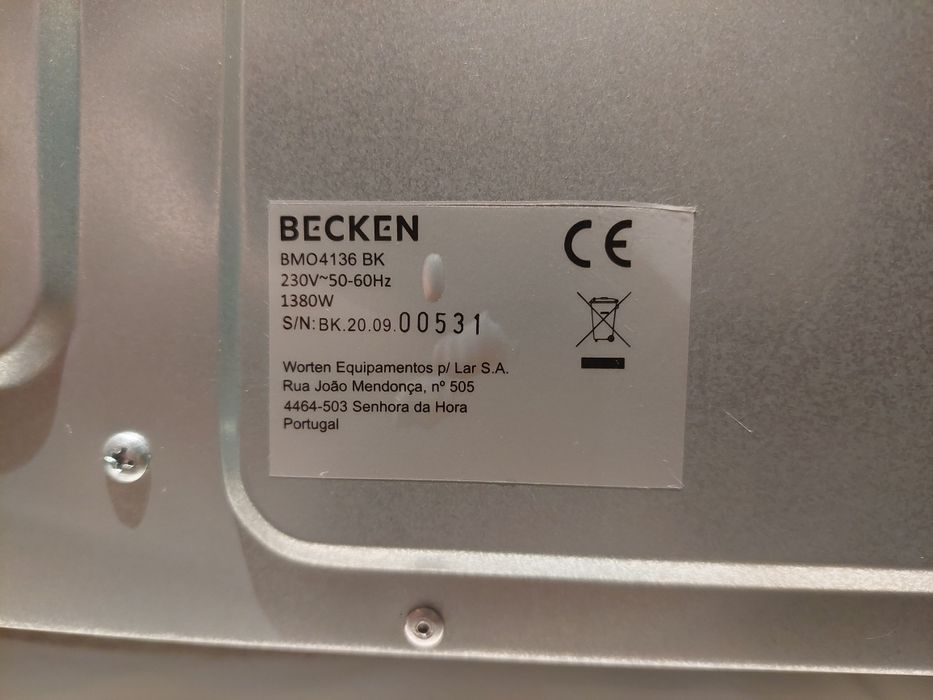 BECKEN
CE
BMO4136 BK
230V~50-60Hz
1380W
S/N: BK.20.09.00531
Worten Equipamentos p/ Lar S.A.
Rua João Mendonça, nº 505
4464-503 Senhora da Hora
Portugal